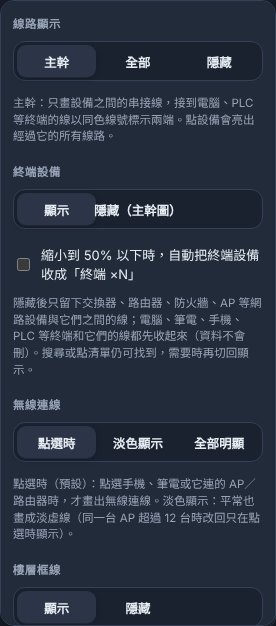 線路顯示
主幹 全部 隱藏
主幹：只畫設備之間的串接線，接到電腦、PLC
等終端的線以同色線號標示兩端。點設備會亮出
經過它的所有線路。
終端設備
顯示 隱藏（主幹圖）
縮小到 50% 以下時，自動把終端設備
收成「終端 ×N」
隱藏後只留下交換器、路由器、防火牆、AP 等網
路設備與它們之間的線；電腦、筆電、手機、
PLC 等終端和它們的線都先收起來（資料不會
刪）。搜尋或點清單仍可找到，需要時再切回顯
示。
無線連線
點選時 淡色顯示 全部明顯
點選時（預設）：點選手機、筆電或它連的 AP／
路由器時，才畫出無線連線。淡色顯示：平常也
畫成淡虛線（同一台 AP 超過 12 台時改回只在點
選時顯示）。
樓層框線
顯示 隱藏